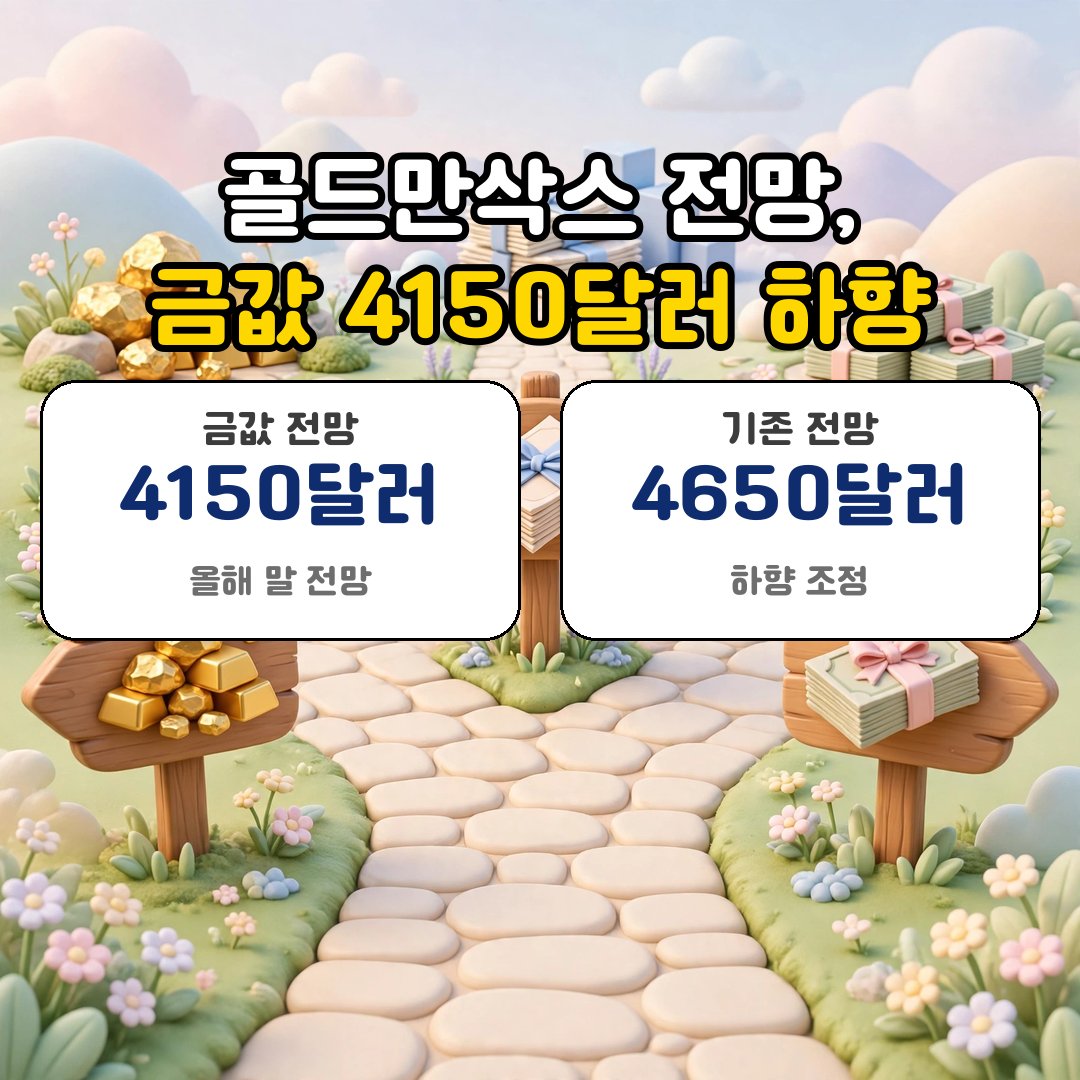 골드만삭스 전망,
금값 4150달러 하향
금값 전망
4150달러
올해 말 전망
기존 전망
4650달러
하향 조정